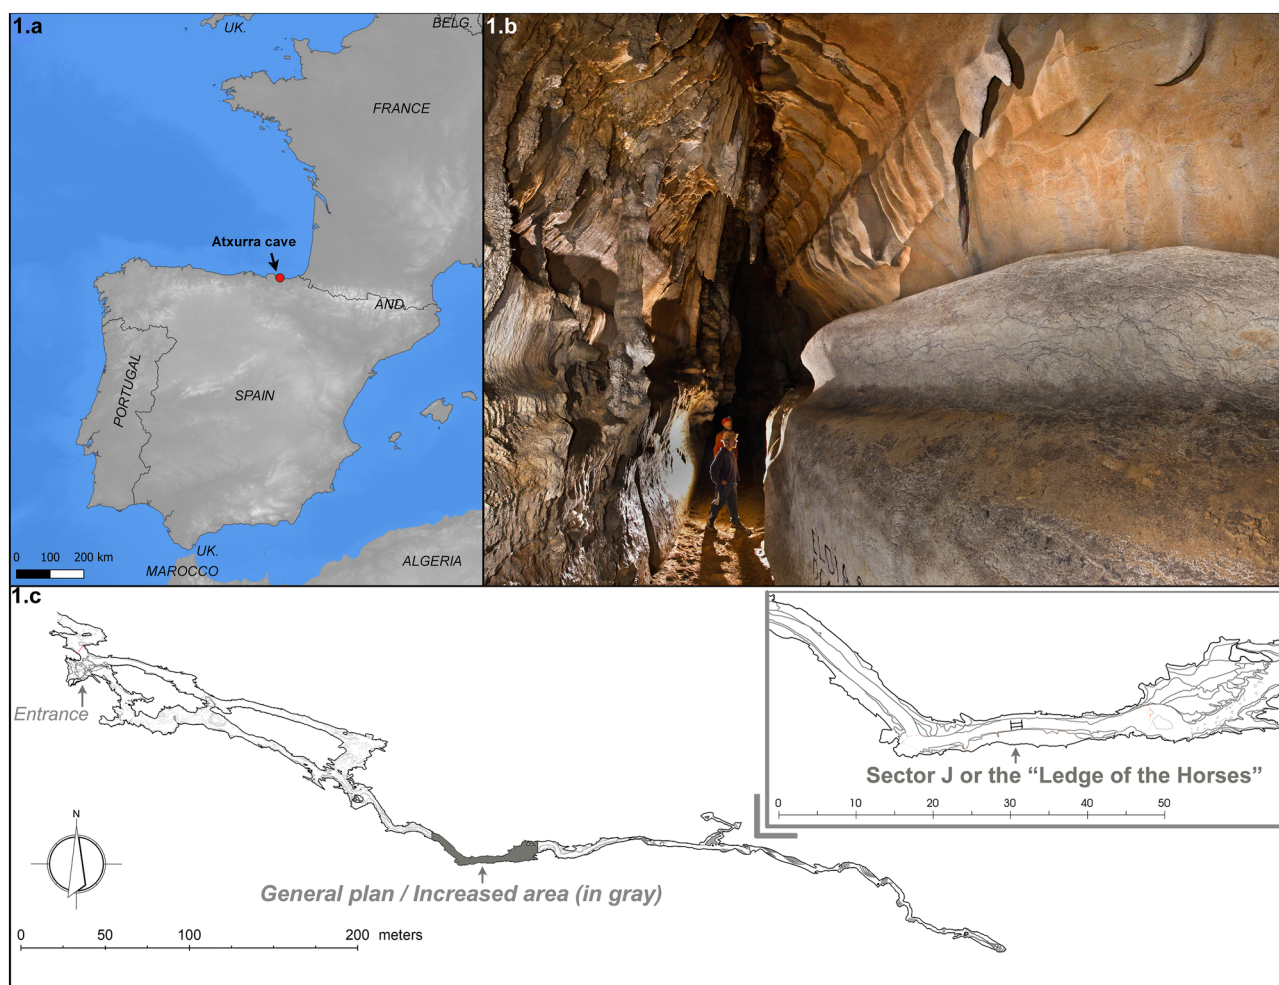 1.a
UK.
BELG.
FRANCE
Atxurra cave
AND.
PORTUGAL
SPAIN
0 100 200 km
UK.
MAROCCO
ALGERIA
1.b
1.c
Entrance
N
General plan / Increased area (in gray)
0 50 100 200 meters
Sector J or the “Ledge of the Horses”
0 10 20 30 40 50